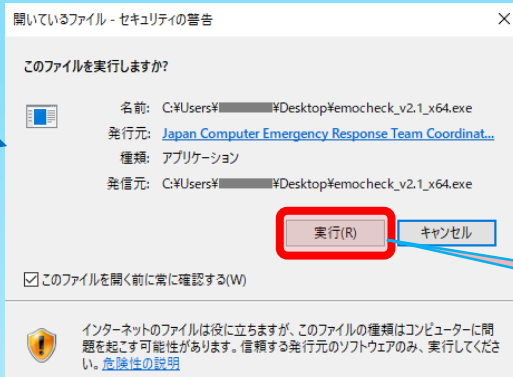 開いているファイル - セキュリティの警告
このファイルを実行しますか?
名前: C:¥Users¥ ¥Desktop¥emocheck_v2.1_x64.exe
発行元: Japan Computer Emergency Response Team Coordinat...
種類: アプリケーション
発信元: C:¥Users¥ ¥Desktop¥emocheck_v2.1_x64.exe
実行(R) キャンセル
このファイルを開く前に常に確認する(W)
インターネットのファイルは役に立ちますが、このファイルの種類はコンピューターに問
題を起こす可能性があります。信頼する発行元のソフトウェアのみ、実行してくださ
い。危険性の説明